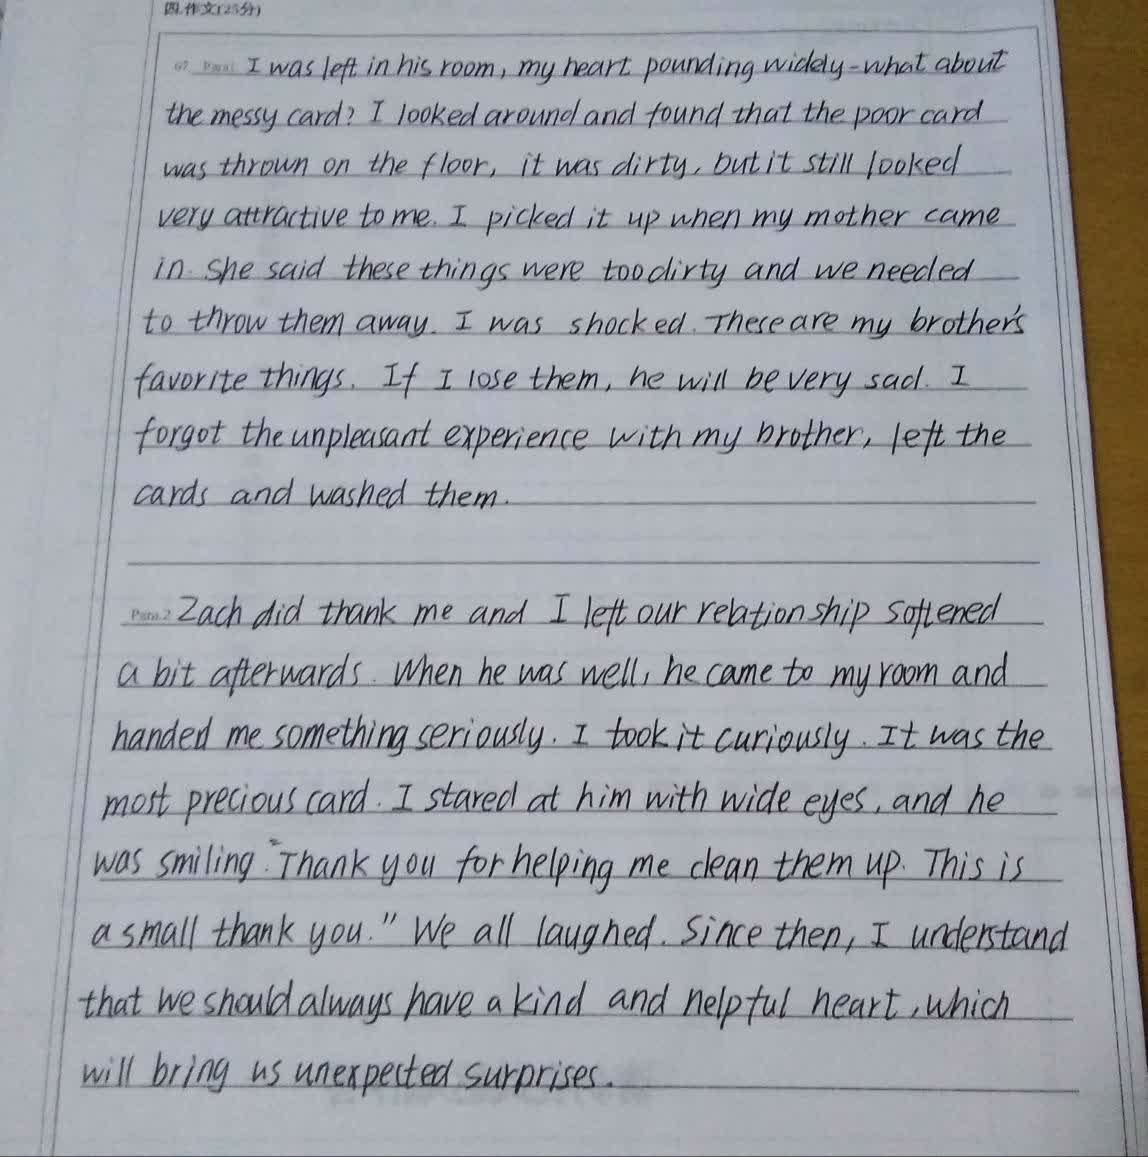 四.作文(25分)
67 Para1 I was left in his room, my heart pounding widely-what about
the messy card? I looked around and found that the poor card
was thrown on the floor, it was dirty, but it still looked
very attractive to me. I picked it up when my mother came
in. She said these things were too dirty and we needed
to throw them away. I was shocked. These are my brother's
favorite things. If I lose them, he will be very sad. I
forgot the unpleasant experience with my brother, left the
cards and washed them.
Para.2 Zach did thank me and I left our relationship softened
a bit afterwards. When he was well, he came to my room and
handed me something seriously. I took it curiously. It was the
most precious card. I stared at him with wide eyes, and he
was smiling. "Thank you for helping me clean them up. This is
a small thank you." We all laughed. Since then, I understand
that we should always have a kind and helpful heart, which
will bring us unexpected surprises.